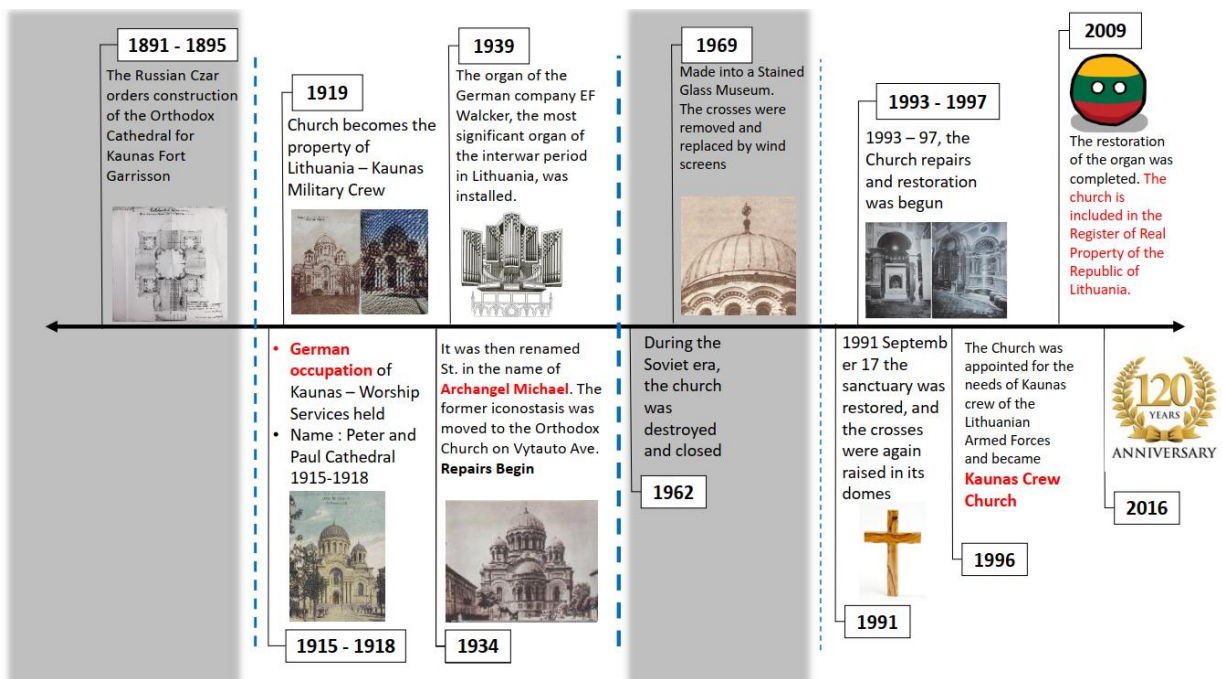 1891 - 1895
The Russian Czar
orders construction
of the Orthodox
Cathedral for
Kaunas Fort
Garrisson
1919
Church becomes the
property of
Lithuania – Kaunas
Military Crew
1939
The organ of the
German company EF
Walcker, the most
significant organ of
the interwar period
in Lithuania, was
installed.
1969
Made into a Stained
Glass Museum.
The crosses were
removed and
replaced by wind
screens
1993 - 1997
1993 – 97, the
Church repairs
and restoration
was begun
2009
The restoration
of the organ was
completed. The
church is
included in the
Register of Real
Property of the
Republic of
Lithuania.
• German
occupation of
Kaunas – Worship
Services held
• Name : Peter and
Paul Cathedral
1915-1918
1915 - 1918
It was then renamed
St. in the name of
Archangel Michael. The
former iconostasis was
moved to the Orthodox
Church on Vytauto Ave.
Repairs Begin
1934
During the
Soviet era,
the church
was
destroyed
and closed
1962
1991 Septemb
er 17 the
sanctuary was
restored, and
the crosses
were again
raised in its
domes
1991
The Church was
appointed for the
needs of Kaunas
crew of the
Lithuanian
Armed Forces
and became
Kaunas Crew
Church
1996
120
YEARS
ANNIVERSARY
2016